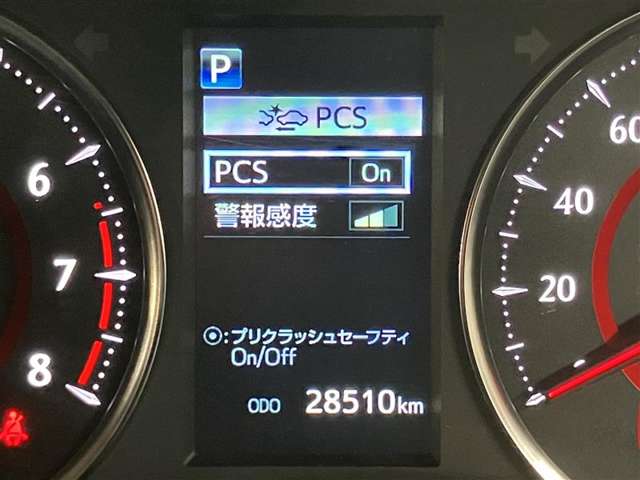 P
PCS
PCS On
警報感度
⦿:プリクラッシュセーフティ
On/Off
ODO 28510km
6
7
8
60
40
20